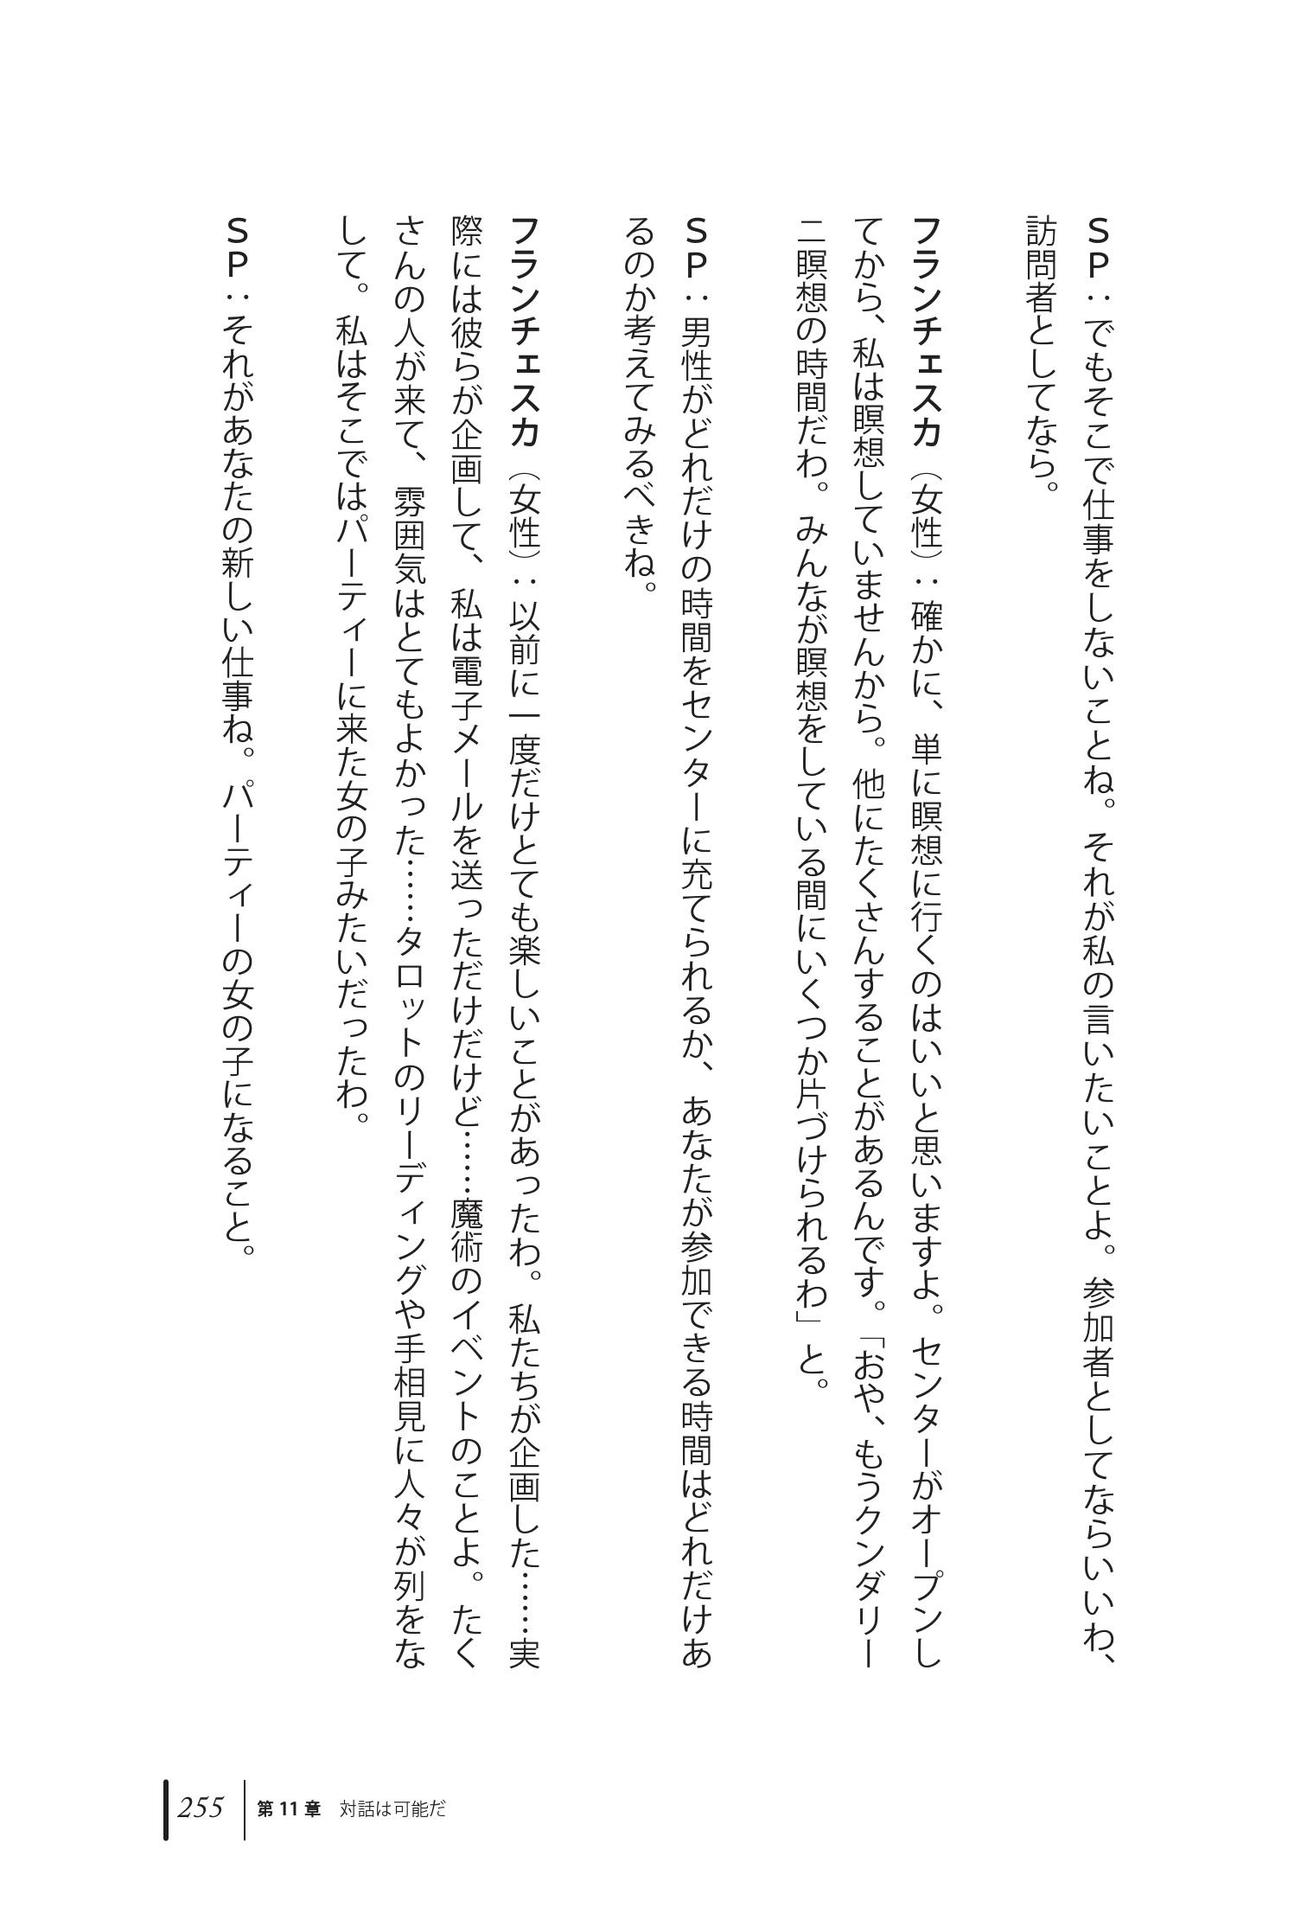 ＳＰ：でもそこで仕事をしないことね。それが私の言いたいことよ。参加者としてならいいわ、
訪問者としてなら。
フランチェスカ（女性）：確かに、単に瞑想に行くのはいいと思いますよ。センターがオープンし
てから、私は瞑想していませんから。他にたくさんすることがあるんです。「おや、もうクンダリー
ニ瞑想の時間だわ。みんなが瞑想をしている間にいくつか片づけられるわ」と。
ＳＰ：男性がどれだけの時間をセンターに充てられるか、あなたが参加できる時間はどれだけあ
るのか考えてみるべきね。
フランチェスカ（女性）：以前に一度だけとても楽しいことがあったわ。私たちが企画した……実
際には彼らが企画して、私は電子メールを送っただけだけど……魔術のイベントのことよ。たく
さんの人が来て、雰囲気はとてもよかった……タロットのリーディングや手相見に人々が列をな
して。私はそこではパーティーに来た女の子みたいだったわ。
ＳＰ：それがあなたの新しい仕事ね。パーティーの女の子になること。
255 第 11 章　対話は可能だ